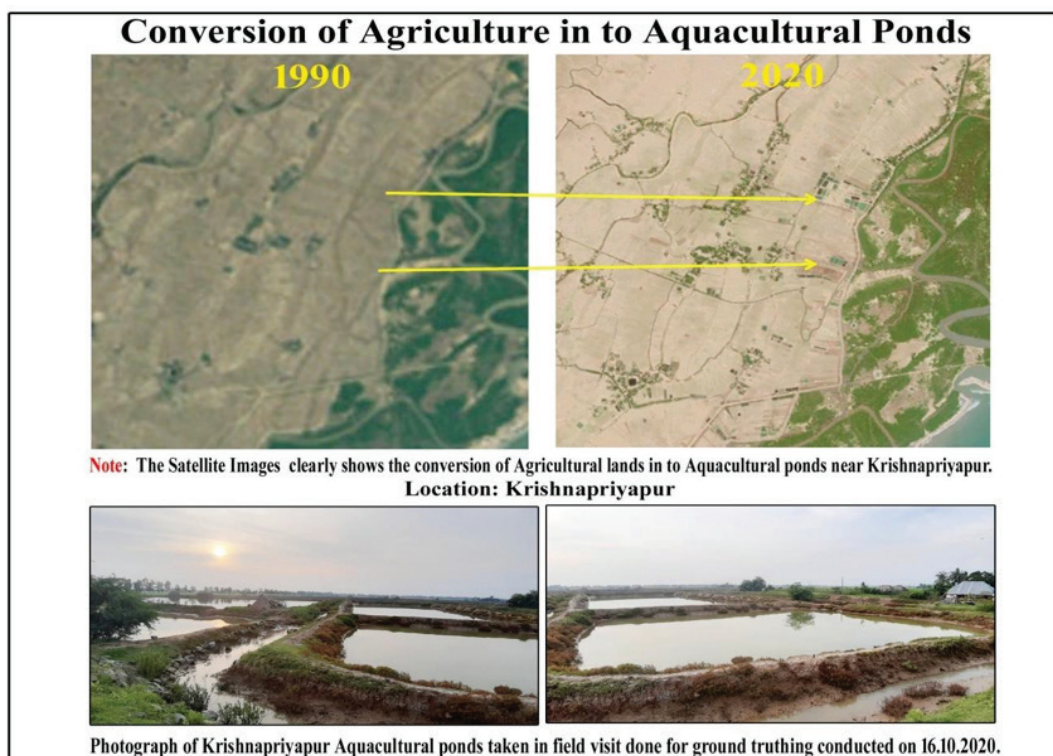 Conversion of Agriculture in to Aquacultural Ponds
1990
2020
Note: The Satellite Images clearly shows the conversion of Agricultural lands in to Aquacultural ponds near Krishnapriyapur.
Location: Krishnapriyapur
Photograph of Krishnapriyapur Aquacultural ponds taken in field visit done for ground truthing conducted on 16.10.2020.